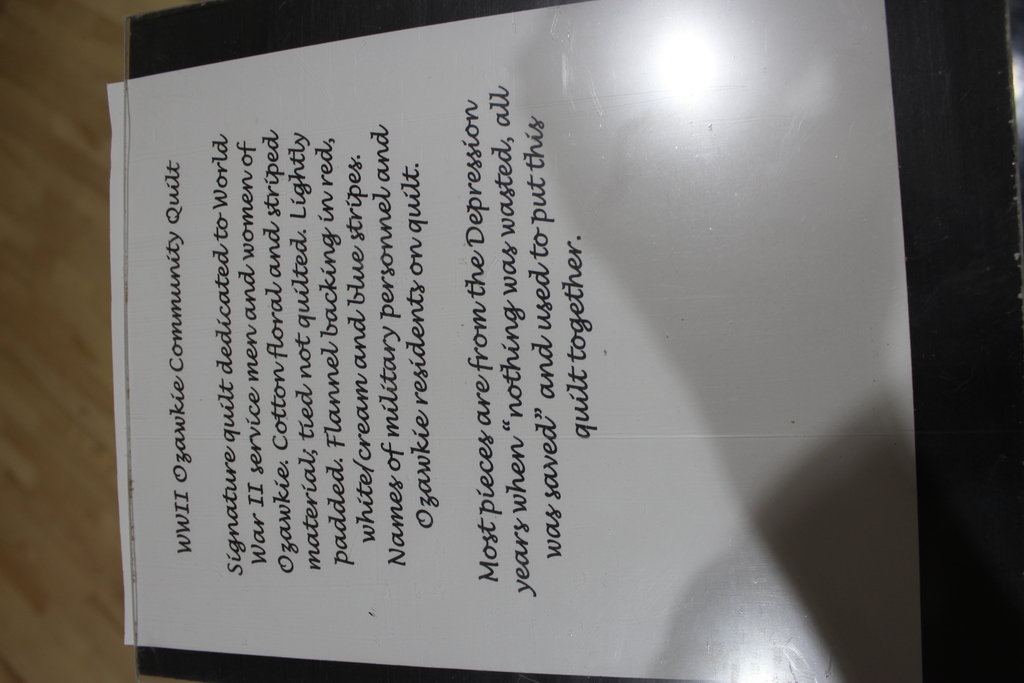 WWII Ozawkie Community Quilt
Signature quilt dedicated to World
War II service men and women of
Ozawkie. Cotton floral and striped
material; tied not quilted. Lightly
padded. Flannel backing in red,
white/cream and blue stripes.
Names of military personnel and
Ozawkie residents on quilt.
Most pieces are from the Depression
years when “nothing was wasted, all
was saved” and used to put this
quilt together.